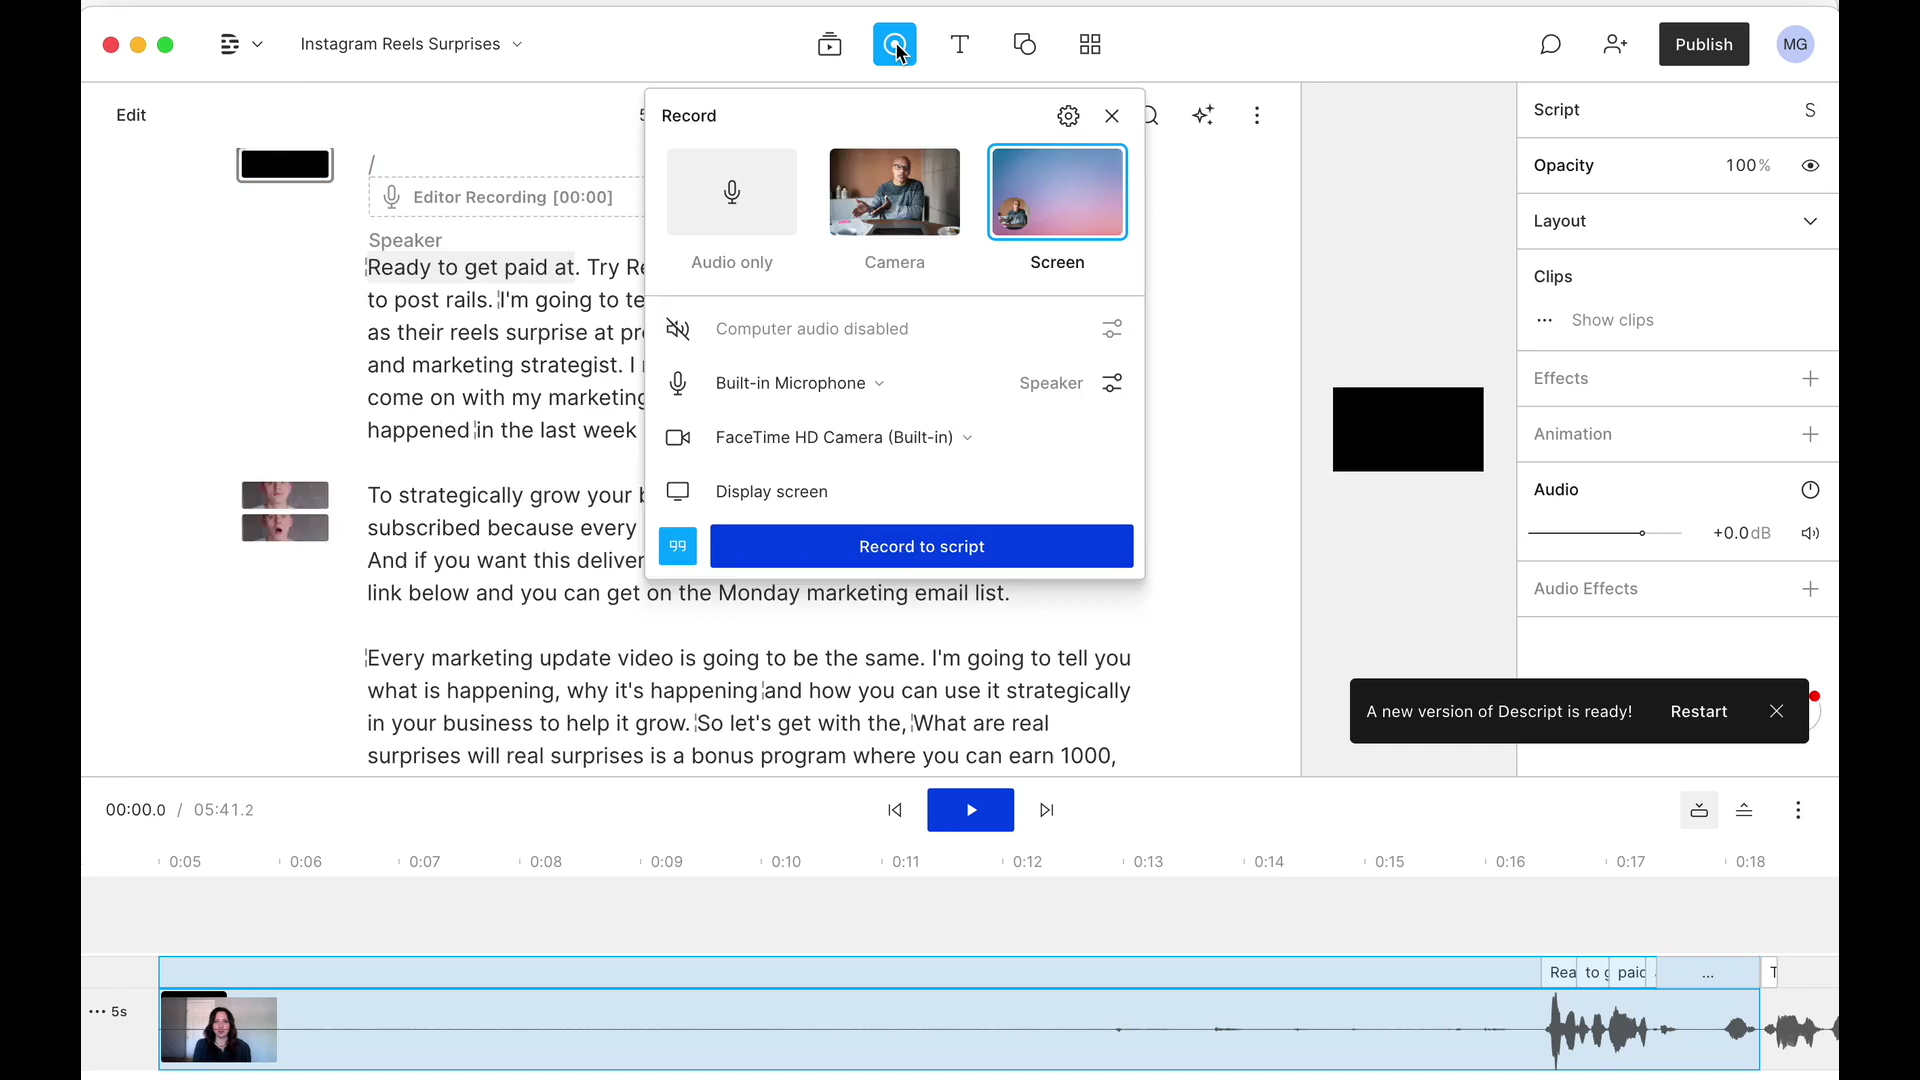 Instagram Reels Surprises
Publish
MG
Edit
Record
Audio only
Camera
Screen
Computer audio disabled
Built-in Microphone
Speaker
FaceTime HD Camera (Built-in)
Display screen
99
Record to script
/
Editor Recording [00:00]
Speaker
Ready to get paid at. Try Re
to post rails. I'm going to te
as their reels surprise at pr
and marketing strategist. I
come on with my marketing
happened in the last week
To strategically grow your b
subscribed because every
And if you want this deliver
link below and you can get on the Monday marketing email list.
Every marketing update video is going to be the same. I'm going to tell you
what is happening, why it's happening and how you can use it strategically
in your business to help it grow. So let's get with the, What are real
surprises will real surprises is a bonus program where you can earn 1000,
Script
S
Opacity
100%
Layout
Clips
Show clips
Effects
Animation
Audio
+0.0dB
Audio Effects
A new version of Descript is ready!
Restart
00:00.0 / 05:41.2
0:05 0:06 0:07 0:08 0:09 0:10 0:11 0:12 0:13 0:14 0:15 0:16 0:17 0:18
Rea to g paid ... T
... 5s